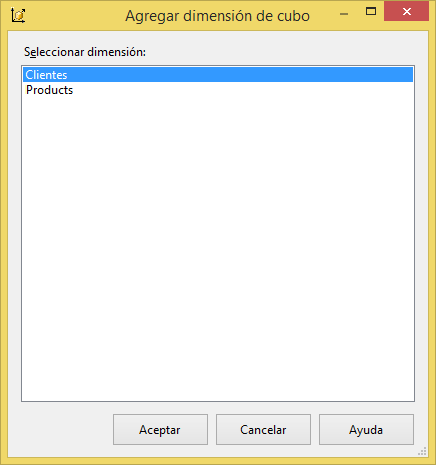 Agregar dimensión de cubo
Seleccionar dimensión:
Clientes
Products
Aceptar
Cancelar
Ayuda